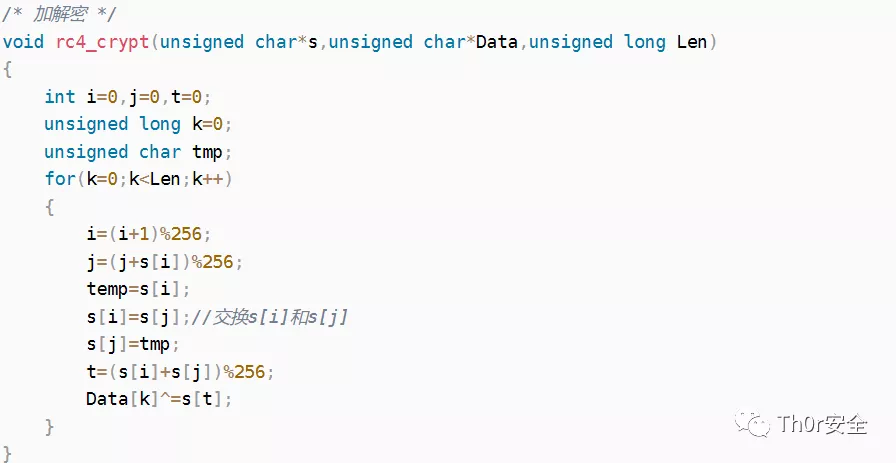 /* 加解密 */
void rc4_crypt(unsigned char*s,unsigned char*Data,unsigned long Len)
{
    int i=0,j=0,t=0;
    unsigned long k=0;
    unsigned char tmp;
    for(k=0;k<Len;k++)
    {
        i=(i+1)%256;
        j=(j+s[i])%256;
        temp=s[i];
        s[i]=s[j];//交换s[i]和s[j]
        s[j]=tmp;
        t=(s[i]+s[j])%256;
        Data[k]^=s[t];
    }
}
Th0r安全